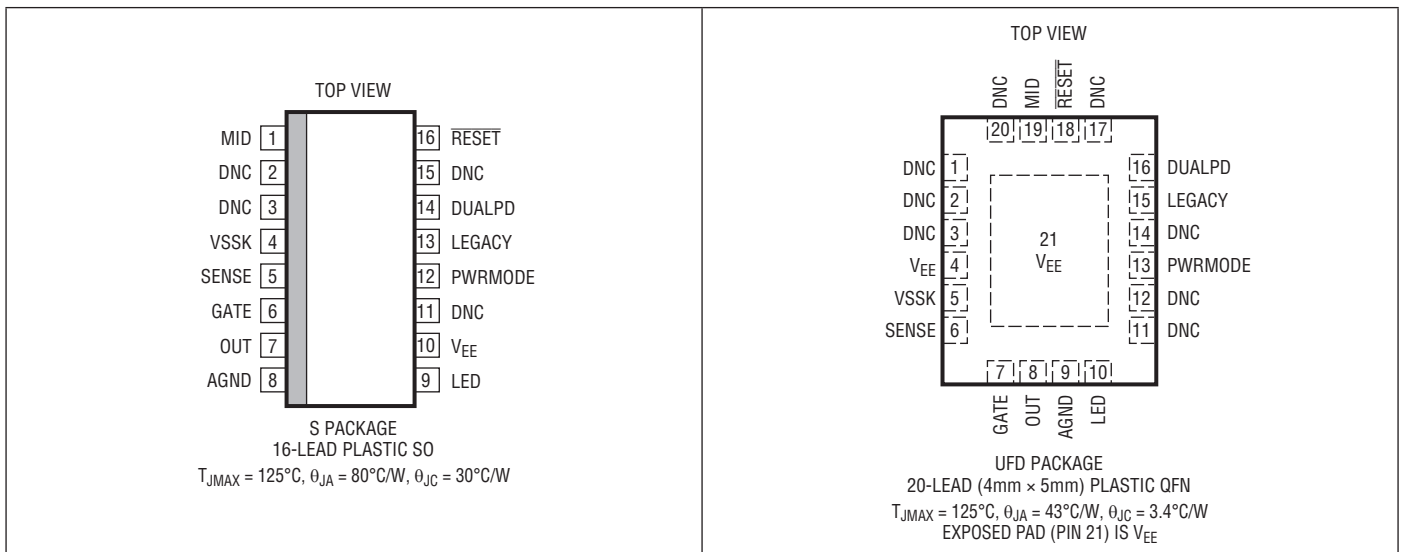 TOP VIEW
MID 1
DNC 2
DNC 3
VSSK 4
SENSE 5
GATE 6
OUT 7
AGND 8
16 RESET
15 DNC
14 DUALPD
13 LEGACY
12 PWRMODE
11 DNC
10 VEE
9 LED
S PACKAGE
16-LEAD PLASTIC SO
TJMAX = 125°C, θJA = 80°C/W, θJC = 30°C/W
TOP VIEW
DNC MID RESET DNC
20 19 18 17
DNC 1
DNC 2
DNC 3
VEE 4
VSSK 5
SENSE 6
21
VEE
16 DUALPD
15 LEGACY
14 DNC
13 PWRMODE
12 DNC
11 DNC
7 8 9 10
GATE OUT AGND LED
UFD PACKAGE
20-LEAD (4mm × 5mm) PLASTIC QFN
TJMAX = 125°C, θJA = 43°C/W, θJC = 3.4°C/W
EXPOSED PAD (PIN 21) IS VEE